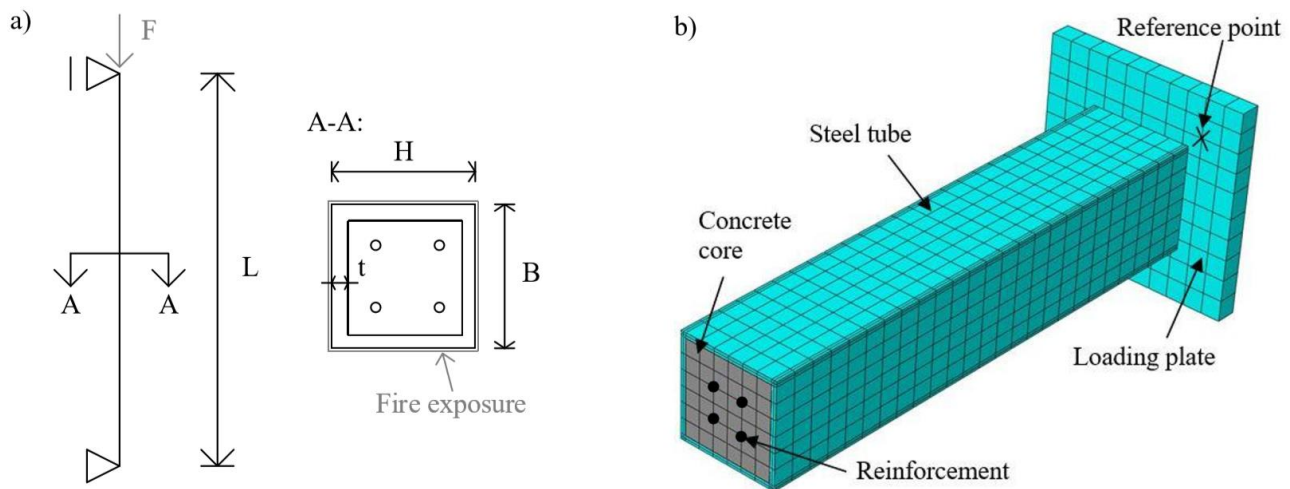 a)
F
L
A
A
A-A:
H
t
B
Fire exposure
b)
Reference point
Steel tube
Concrete
core
Loading plate
Reinforcement